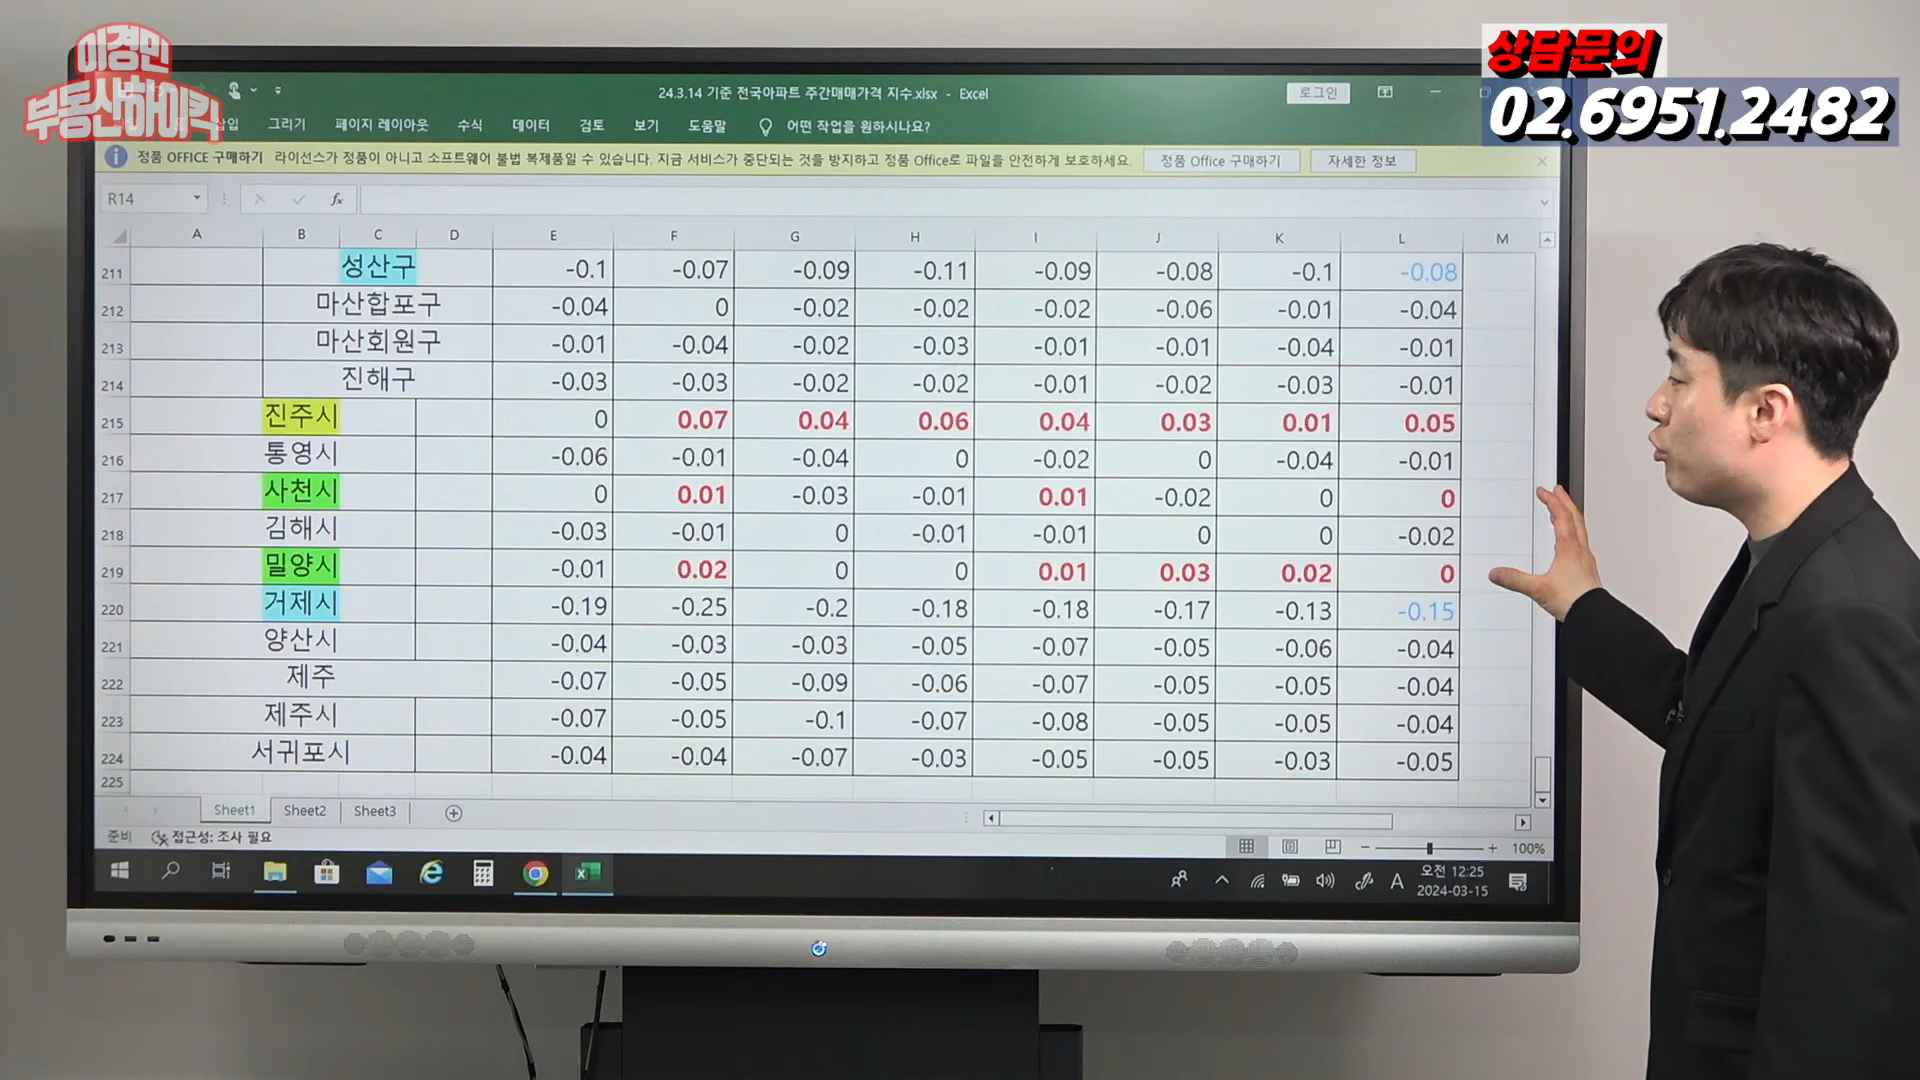 이경민
부동산하이킥
상담문의
02.6951.2482
24.3.14 기준 전국아파트 주간매매가격 지수.xlsx - Excel
로그인
삽입 그리기 페이지 레이아웃 수식 데이터 검토 보기 도움말 어떤 작업을 원하시나요?
정품 OFFICE 구매하기 라이선스가 정품이 아니고 소프트웨어 불법 복제품일 수 있습니다. 지금 서비스가 중단되는 것을 방지하고 정품 Office로 파일을 안전하게 보호하세요. 정품 Office 구매하기 자세한 정보
R14 fx
A B C D E F G H I J K L M
211 성산구 -0.1 -0.07 -0.09 -0.11 -0.09 -0.08 -0.1 -0.08
212 마산합포구 -0.04 0 -0.02 -0.02 -0.02 -0.06 -0.01 -0.04
213 마산회원구 -0.01 -0.04 -0.02 -0.03 -0.01 -0.01 -0.04 -0.01
214 진해구 -0.03 -0.03 -0.02 -0.02 -0.01 -0.02 -0.03 -0.01
215 진주시 0 0.07 0.04 0.06 0.04 0.03 0.01 0.05
216 통영시 -0.06 -0.01 -0.04 0 -0.02 0 -0.04 -0.01
217 사천시 0 0.01 -0.03 -0.01 0.01 -0.02 0 0
218 김해시 -0.03 -0.01 0 -0.01 -0.01 0 0 -0.02
219 밀양시 -0.01 0.02 0 0 0.01 0.03 0.02 0
220 거제시 -0.19 -0.25 -0.2 -0.18 -0.18 -0.17 -0.13 -0.15
221 양산시 -0.04 -0.03 -0.03 -0.05 -0.07 -0.05 -0.06 -0.04
222 제주 -0.07 -0.05 -0.09 -0.06 -0.07 -0.05 -0.05 -0.04
223 제주시 -0.07 -0.05 -0.1 -0.07 -0.08 -0.05 -0.05 -0.04
224 서귀포시 -0.04 -0.04 -0.07 -0.03 -0.05 -0.05 -0.03 -0.05
225
Sheet1 Sheet2 Sheet3
준비 접근성: 조사 필요 100%
A 오전 12:25
2024-03-15